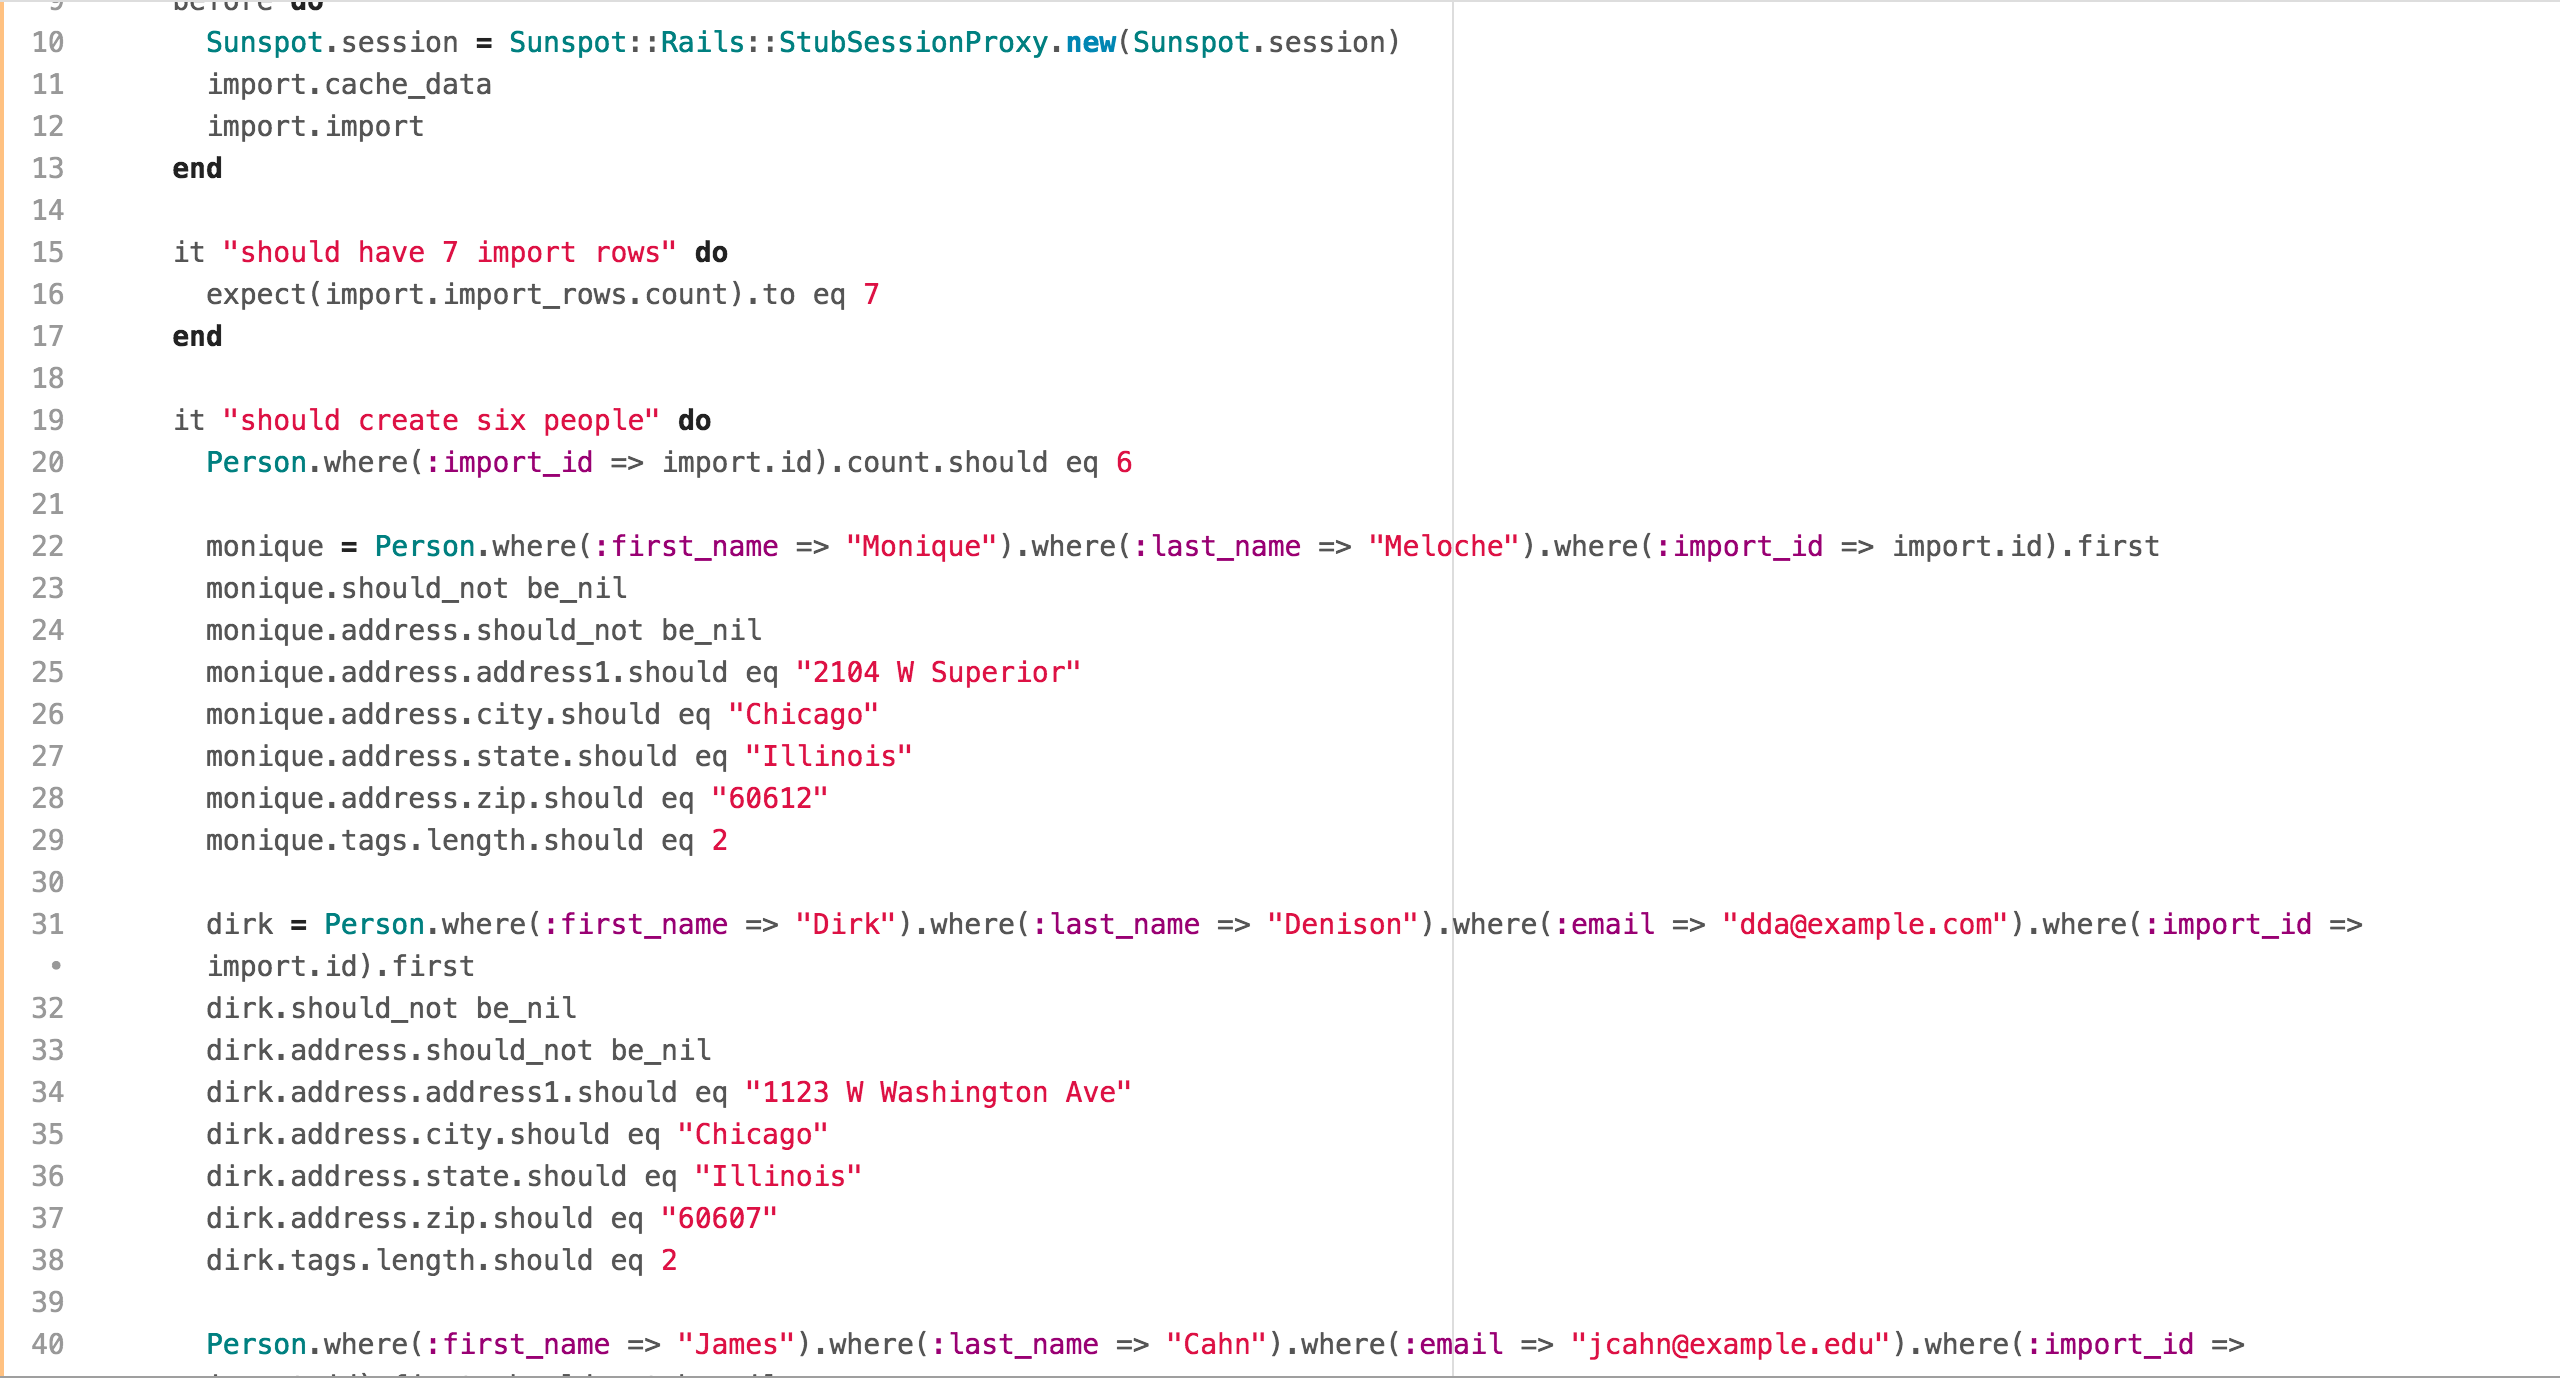 9 before do
10 Sunspot.session = Sunspot::Rails::StubSessionProxy.new(Sunspot.session)
11 import.cache_data
12 import.import
13 end
14
15 it "should have 7 import rows" do
16 expect(import.import_rows.count).to eq 7
17 end
18
19 it "should create six people" do
20 Person.where(:import_id => import.id).count.should eq 6
21
22 monique = Person.where(:first_name => "Monique").where(:last_name => "Meloche").where(:import_id => import.id).first
23 monique.should_not be_nil
24 monique.address.should_not be_nil
25 monique.address.address1.should eq "2104 W Superior"
26 monique.address.city.should eq "Chicago"
27 monique.address.state.should eq "Illinois"
28 monique.address.zip.should eq "60612"
29 monique.tags.length.should eq 2
30
31 dirk = Person.where(:first_name => "Dirk").where(:last_name => "Denison").where(:email => "dda@example.com").where(:import_id =>
• import.id).first
32 dirk.should_not be_nil
33 dirk.address.should_not be_nil
34 dirk.address.address1.should eq "1123 W Washington Ave"
35 dirk.address.city.should eq "Chicago"
36 dirk.address.state.should eq "Illinois"
37 dirk.address.zip.should eq "60607"
38 dirk.tags.length.should eq 2
39
40 Person.where(:first_name => "James").where(:last_name => "Cahn").where(:email => "jcahn@example.edu").where(:import_id =>